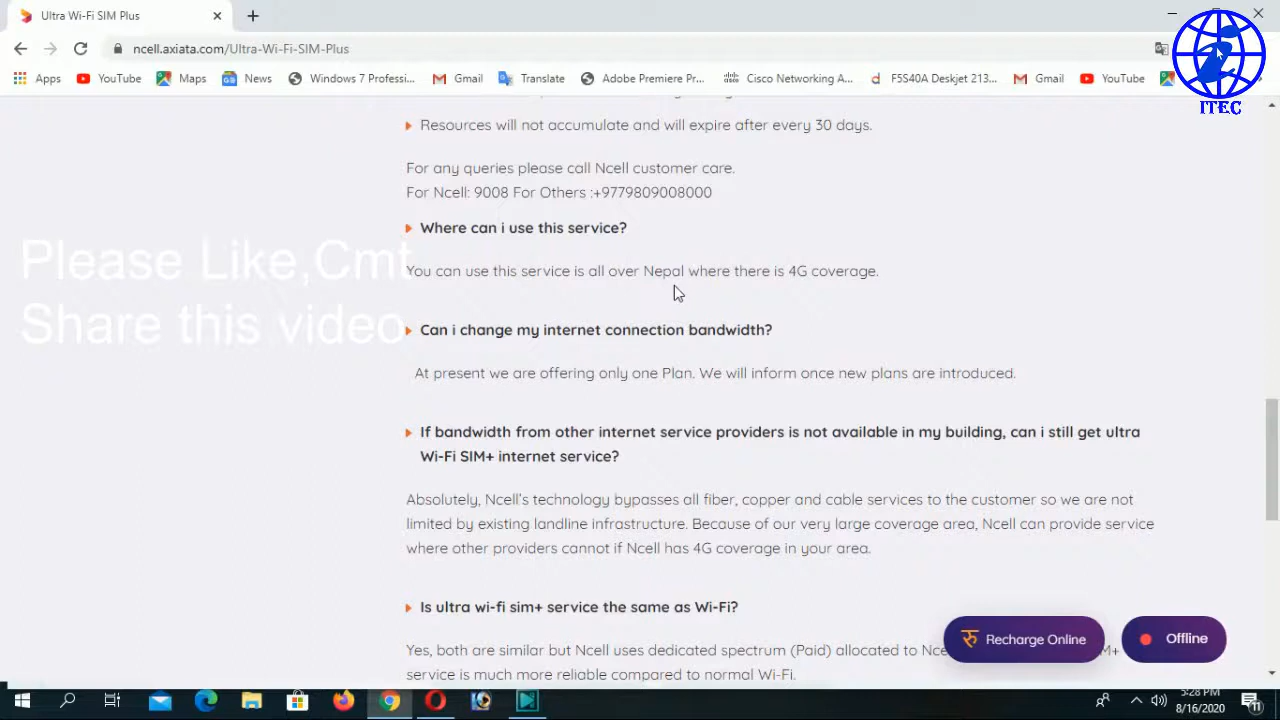 Ultra Wi-Fi SIM Plus
ncell.axiata.com/Ultra-Wi-Fi-SIM-Plus
Apps YouTube Maps News Windows 7 Professi... Gmail Translate Adobe Premiere Pr... Cisco Networking A... F5S40A Deskjet 213... Gmail YouTube
ITEC
Resources will not accumulate and will expire after every 30 days.
For any queries please call Ncell customer care.
For Ncell: 9008 For Others :+9779809008000
Where can i use this service?
Please Like,Cmt
Share this video
You can use this service is all over Nepal where there is 4G coverage.
Can i change my internet connection bandwidth?
At present we are offering only one Plan. We will inform once new plans are introduced.
If bandwidth from other internet service providers is not available in my building, can i still get ultra
Wi-Fi SIM+ internet service?
Absolutely, Ncell's technology bypasses all fiber, copper and cable services to the customer so we are not
limited by existing landline infrastructure. Because of our very large coverage area, Ncell can provide service
where other providers cannot if Ncell has 4G coverage in your area.
Is ultra wi-fi sim+ service the same as Wi-Fi?
Yes, both are similar but Ncell uses dedicated spectrum (Paid) allocated to
service is much more reliable compared to normal Wi-Fi.
रु Recharge Online
Offline
5:28 PM
8/16/2020
11